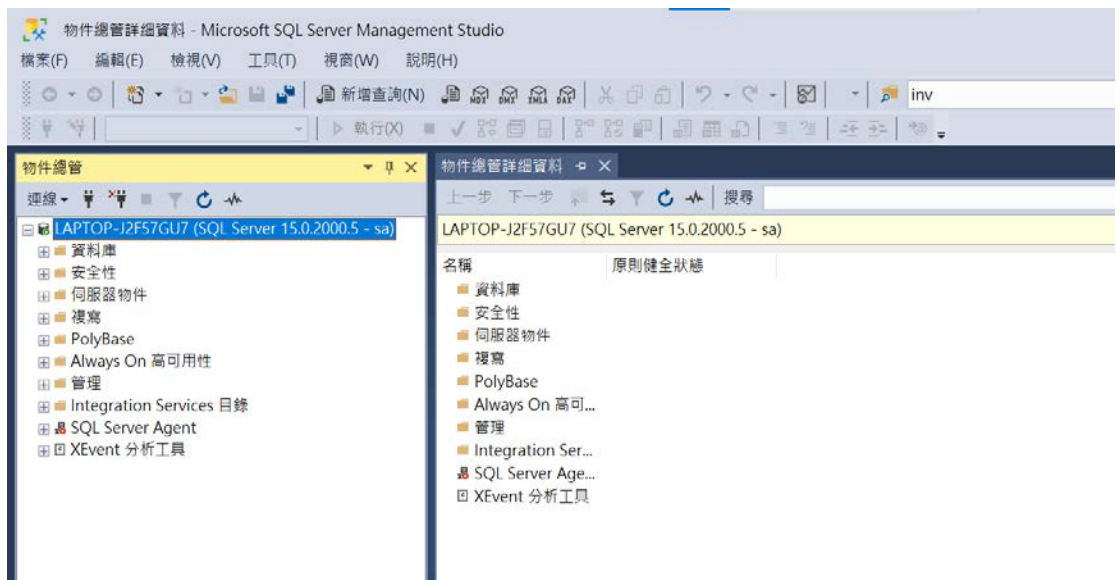 物件總管詳細資料 - Microsoft SQL Server Management Studio
檔案(F) 編輯(E) 檢視(V) 工具(T) 視窗(W) 說明(H)
新增查詢(N) MDX DMX XMLA DAX inv
執行(X)
物件總管
連線
LAPTOP-J2F57GU7 (SQL Server 15.0.2000.5 - sa)
資料庫
安全性
伺服器物件
複寫
PolyBase
Always On 高可用性
管理
Integration Services 目錄
SQL Server Agent
XEvent 分析工具
物件總管詳細資料
上一步 下一步 搜尋
LAPTOP-J2F57GU7 (SQL Server 15.0.2000.5 - sa)
名稱 原則健全狀態
資料庫
安全性
伺服器物件
複寫
PolyBase
Always On 高可...
管理
Integration Ser...
SQL Server Age...
XEvent 分析工具